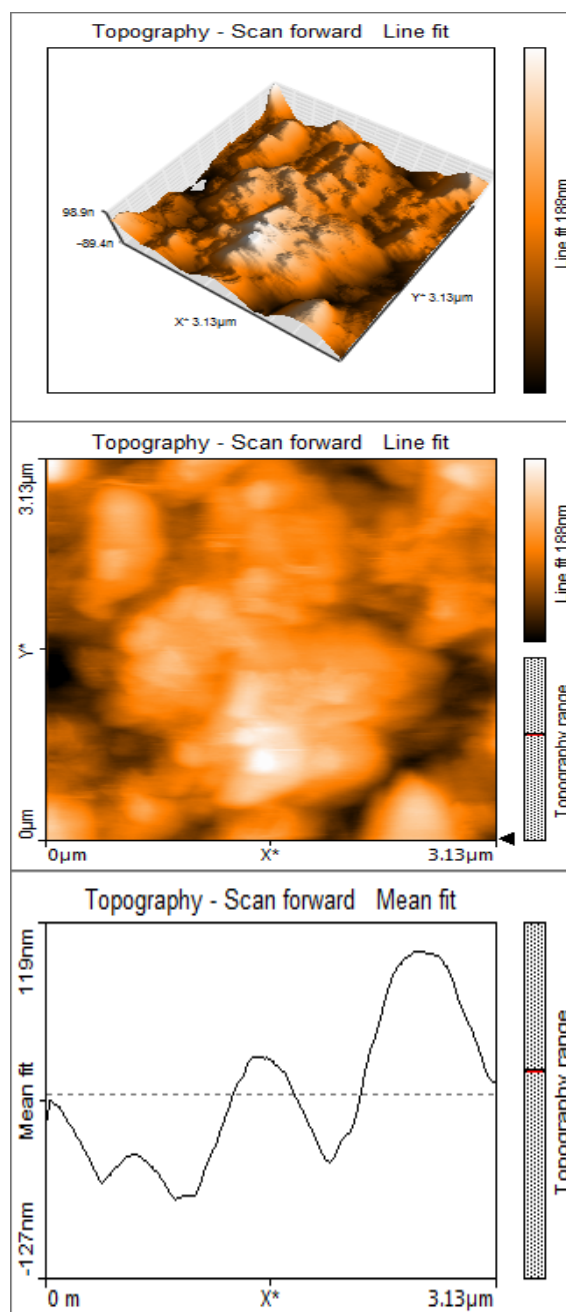 Topography - Scan forward Line fit
98.9n
-89.4n
X* 3.13µm
Y* 3.13µm
Line fit 188nm
Topography - Scan forward Line fit
3.13µm
Y*
0µm
0µm
X*
3.13µm
Line fit 188nm
Topography range
Topography - Scan forward Mean fit
119nm
Mean fit
-127nm
0 m
X*
3.13µm
Topography range